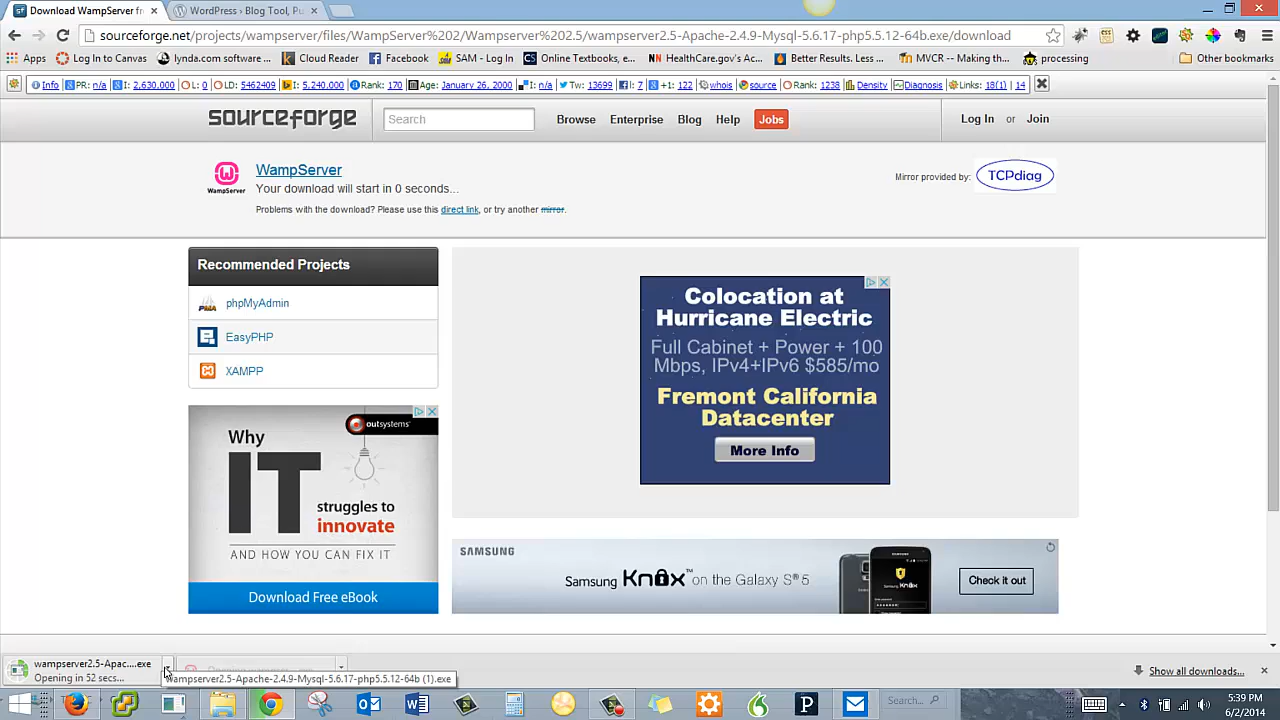 Download WampServer fr
WordPress › Blog Tool, Pu
sourceforge.net/projects/wampserver/files/WampServer%202/Wampserver%202.5/wampserver2.5-Apache-2.4.9-Mysql-5.6.17-php5.5.12-64b.exe/download
Apps Log In to Canvas lynda.com software ... Cloud Reader Facebook SAM - Log In Online Textbooks, e... HealthCare.gov's Ac... Better Results. Less ... MVCR -- Making th... processing Other bookmarks
Info PR: n/a I: 2,630,000 L: 0 LD: 5462409 I: 5,240,000 Rank: 170 Age: January 26, 2000 I: n/a Tw: 13699 l: 7 +1: 122 whois source Rank: 1238 Density Diagnosis Links: 18(1) | 14
sourceforge
Search
Browse Enterprise Blog Help Jobs
Log In or Join
WampServer
WampServer
Your download will start in 0 seconds...
Problems with the download? Please use this direct link, or try another mirror.
Mirror provided by: TCPdiag
Recommended Projects
phpMyAdmin
EasyPHP
XAMPP
Colocation at
Hurricane Electric
Full Cabinet + Power + 100
Mbps, IPv4+IPv6 $585/mo
Fremont California
Datacenter
More Info
outsystems
Why
IT
struggles to
innovate
AND HOW YOU CAN FIX IT
Download Free eBook
SAMSUNG
Samsung Knox™ on the Galaxy S® 5
Check it out
wampserver2.5-Apac....exe
Opening in 52 secs...
wampserver2.5-Apache-2.4.9-Mysql-5.6.17-php5.5.12-64b (1).exe
Show all downloads...
Search...
5:39 PM
6/2/2014